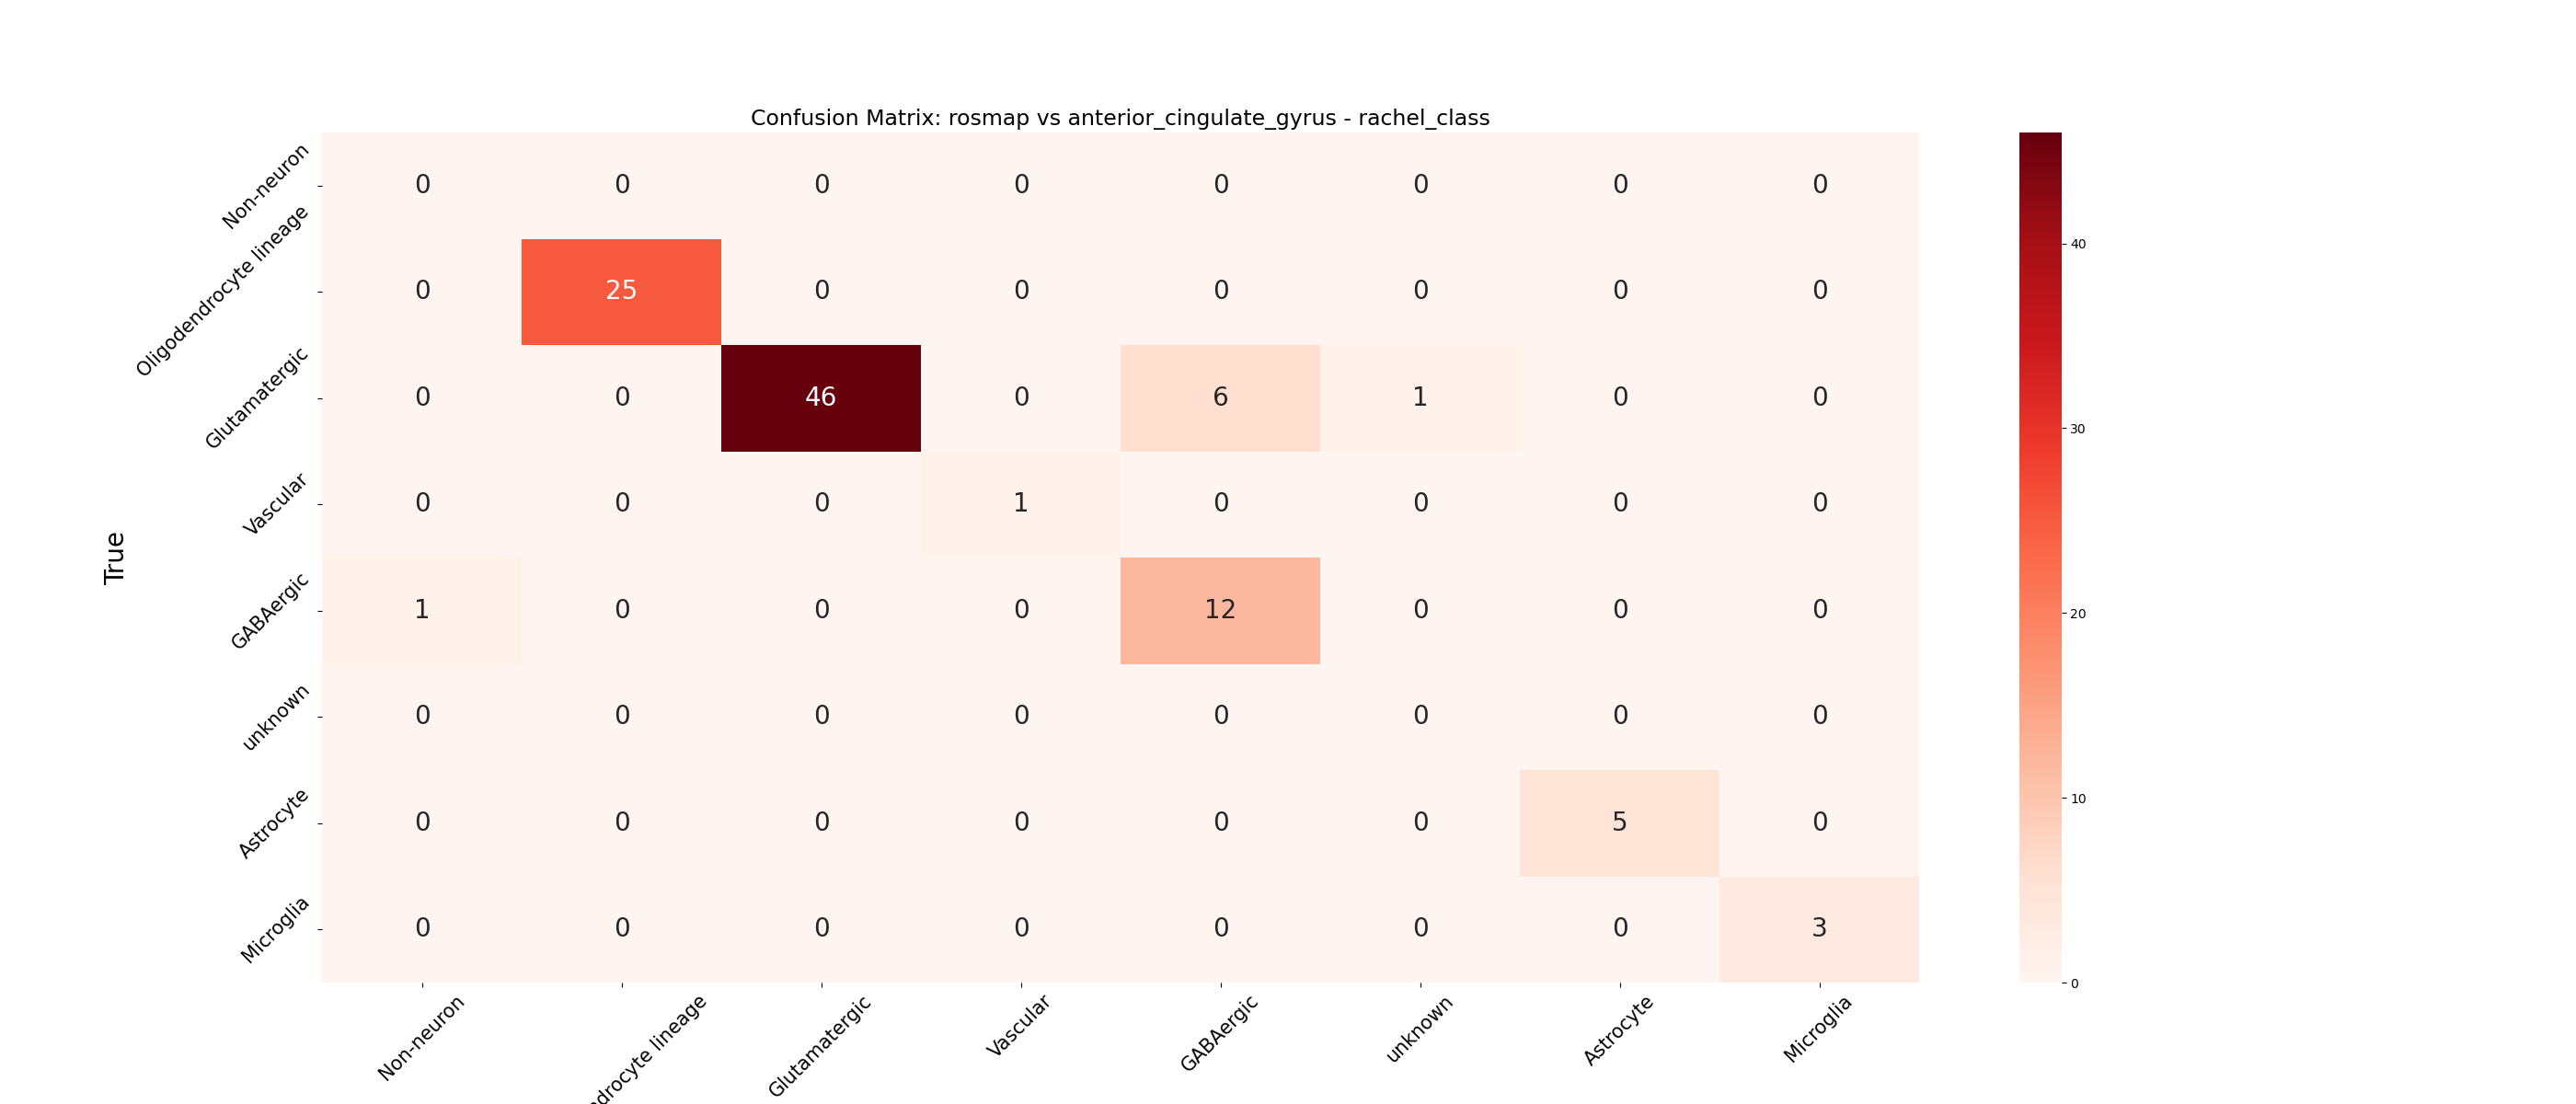 Confusion Matrix: rosmap vs anterior_cingulate_gyrus - rachel_class
Non-neuron 0 0 0 0 0 0 0 0
Oligodendrocyte lineage 0 25 0 0 0 0 0 0
Glutamatergic 0 0 46 0 6 1 0 0
Vascular 0 0 0 1 0 0 0 0
GABAergic 1 0 0 0 12 0 0 0
unknown 0 0 0 0 0 0 0 0
Astrocyte 0 0 0 0 0 0 5 0
Microglia 0 0 0 0 0 0 0 3
True
Non-neuron
drocyte lineage
Glutamatergic
Vascular
GABAergic
unknown
Astrocyte
Microglia
40
30
20
10
0